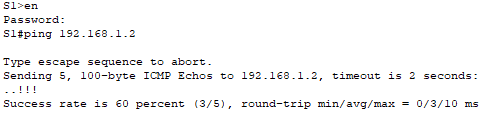 S1>en
Password:
S1#ping 192.168.1.2
Type escape sequence to abort.
Sending 5, 100-byte ICMP Echos to 192.168.1.2, timeout is 2 seconds:
..!!!
Success rate is 60 percent (3/5), round-trip min/avg/max = 0/3/10 ms